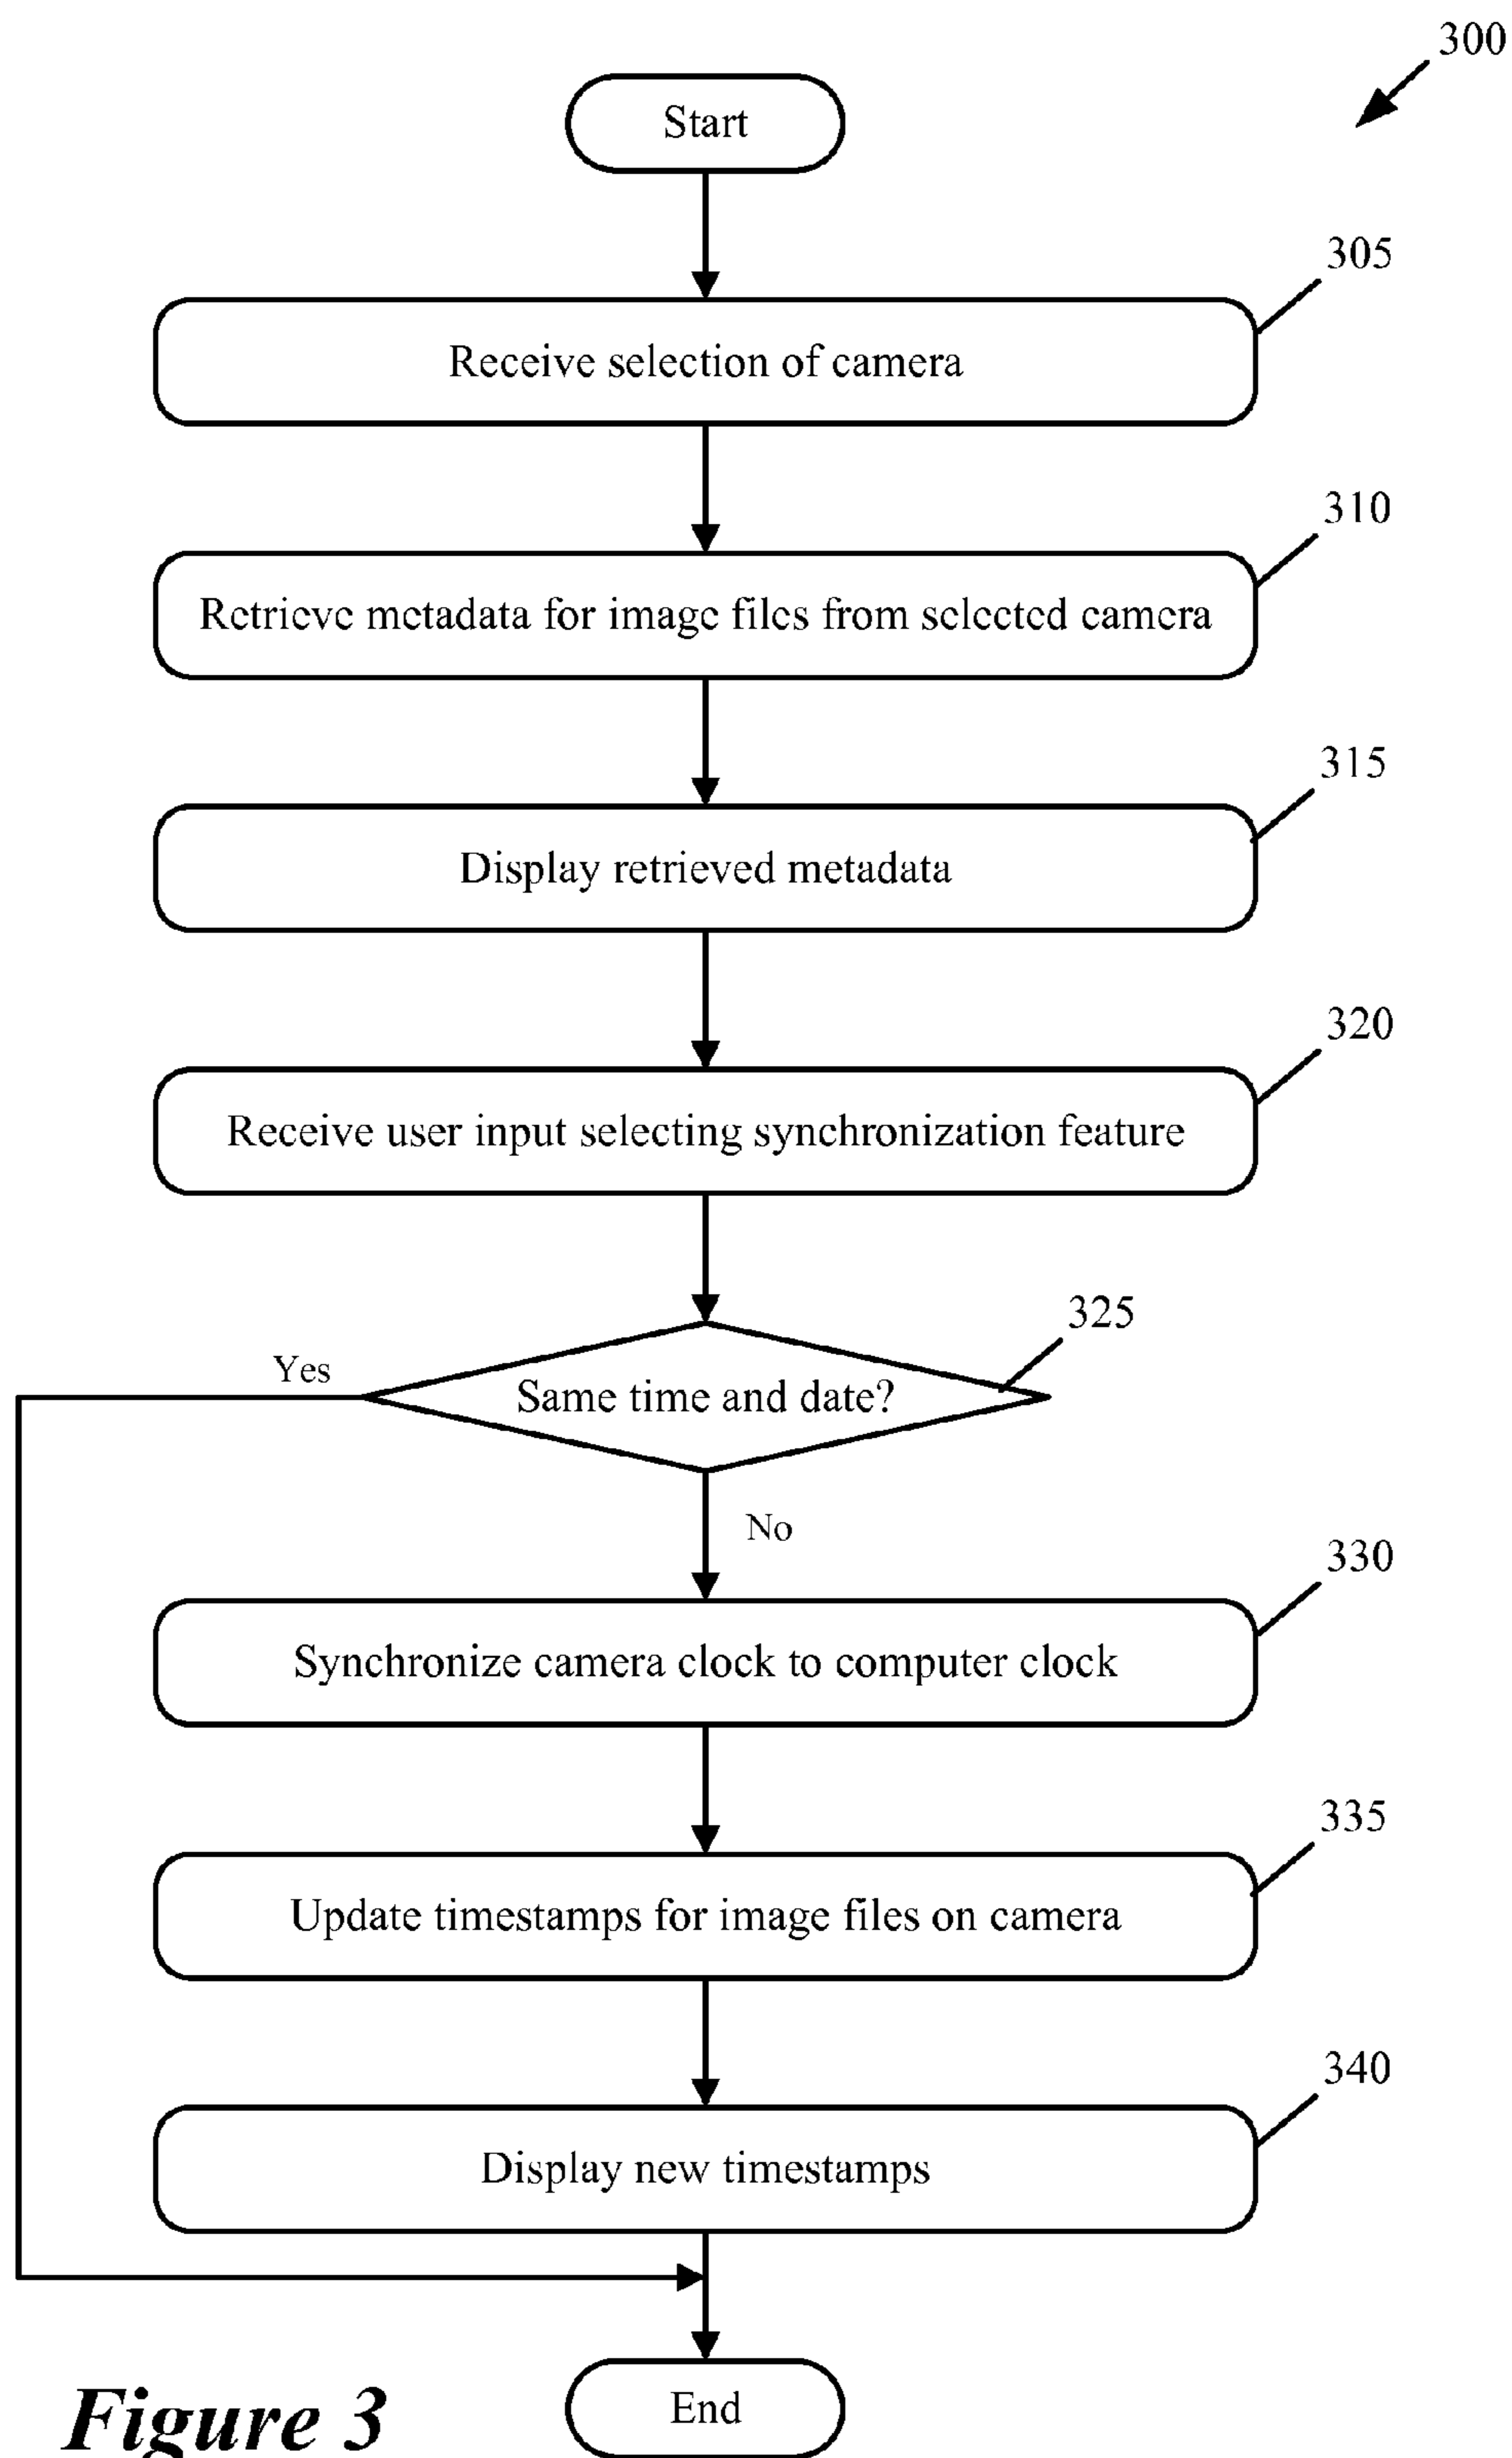 300
Start
305
Receive selection of camera
310
Retrieve metadata for image files from selected camera
315
Display retrieved metadata
320
Receive user input selecting synchronization feature
325
Yes
Same time and date?
No
330
Synchronize camera clock to computer clock
335
Update timestamps for image files on camera
340
Display new timestamps
End
Figure 3